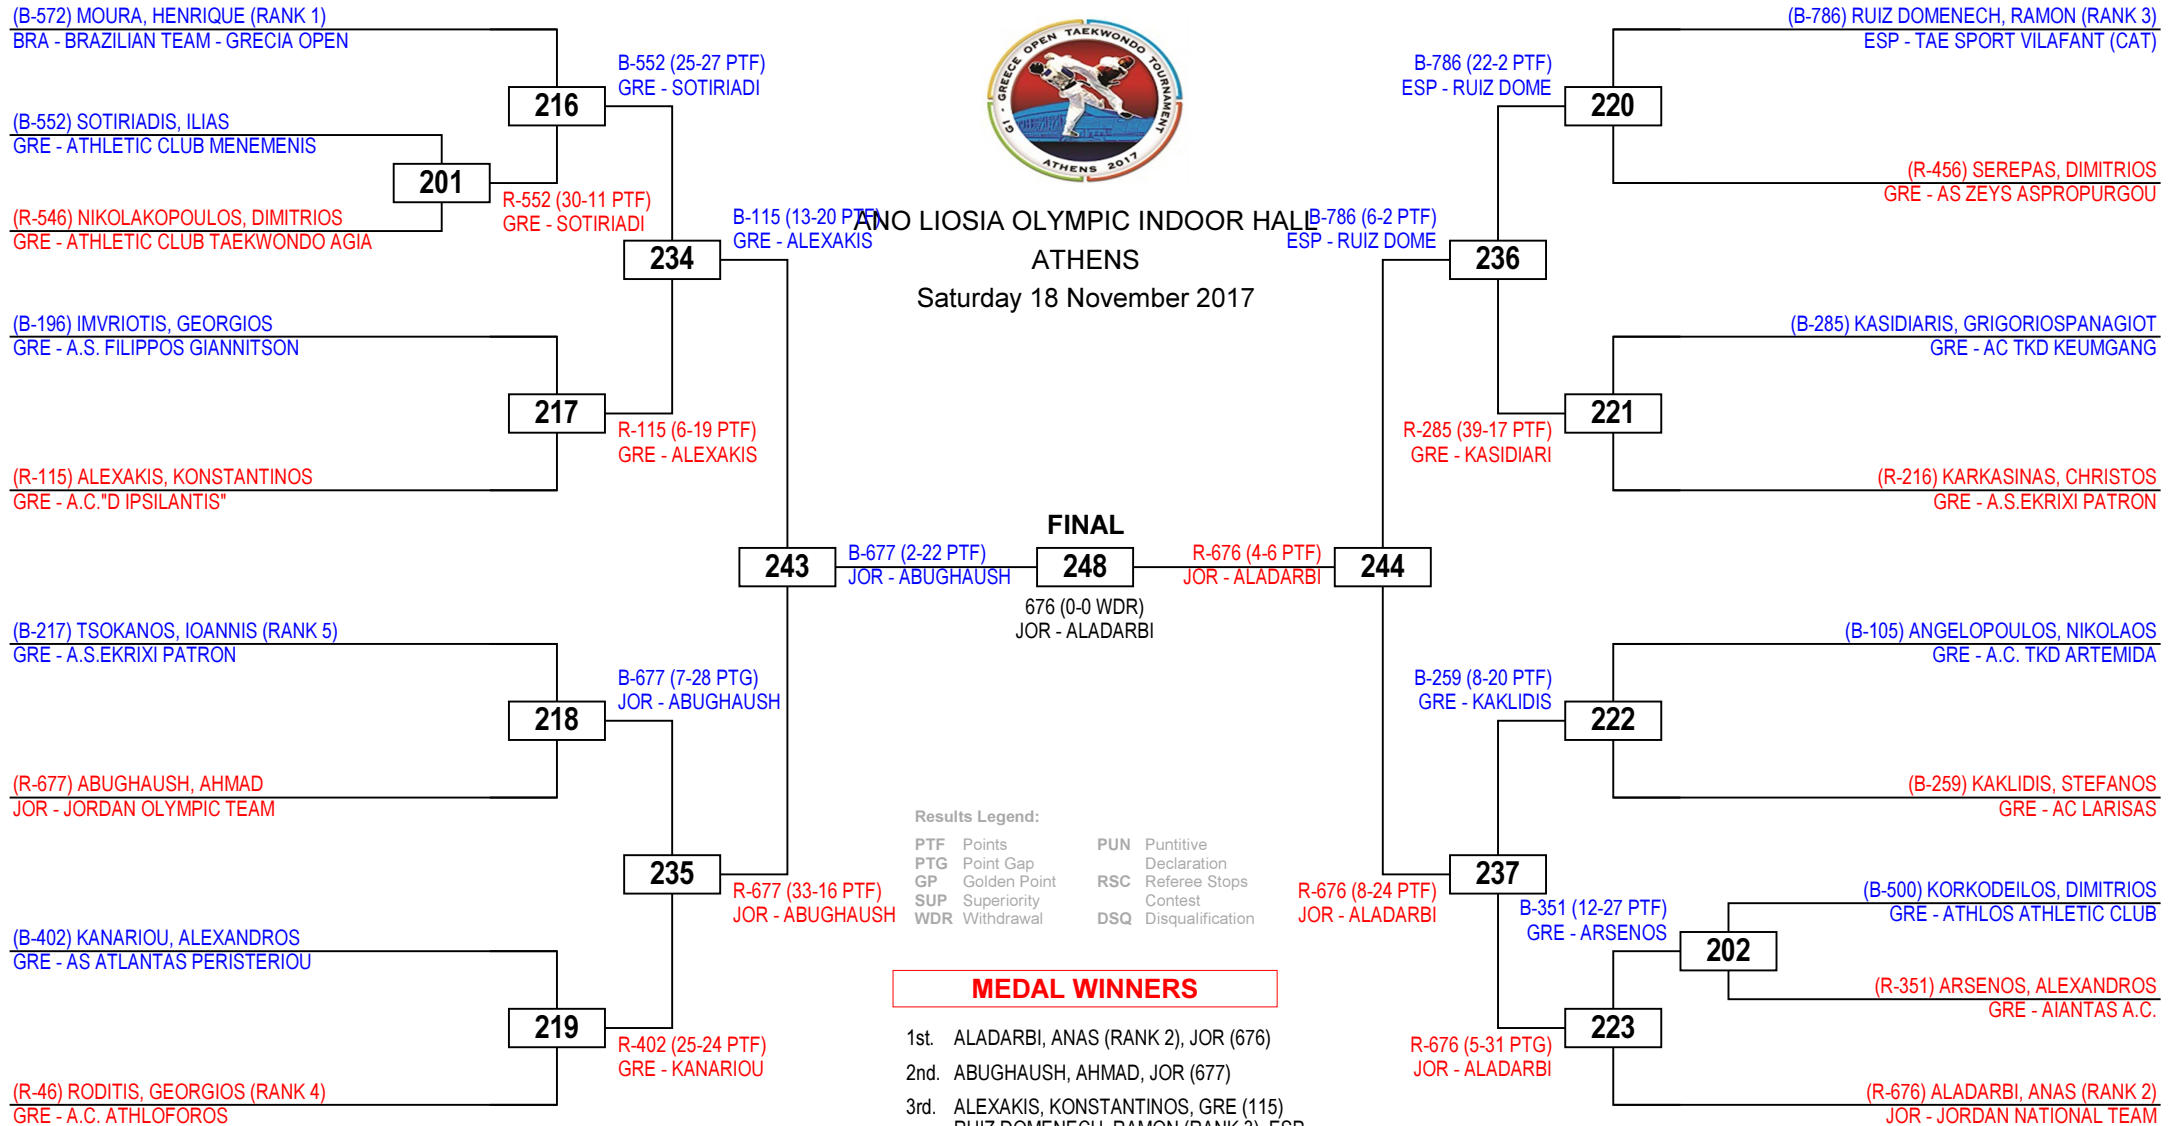 (B-572) MOURA, HENRIQUE (RANK 1)
BRA - BRAZILIAN TEAM - GRECIA OPEN
(B-552) SOTIRIADIS, ILIAS
GRE - ATHLETIC CLUB MENEMENIS
(R-546) NIKOLAKOPOULOS, DIMITRIOS
GRE - ATHLETIC CLUB TAEKWONDO AGIA
(B-196) IMVRIOTIS, GEORGIOS
GRE - A.S. FILIPPOS GIANNITSON
(R-115) ALEXAKIS, KONSTANTINOS
GRE - A.C."D IPSILANTIS"
(B-217) TSOKANOS, IOANNIS (RANK 5)
GRE - A.S.EKRIXI PATRON
(R-677) ABUGHAUSH, AHMAD
JOR - JORDAN OLYMPIC TEAM
(B-402) KANARIOU, ALEXANDROS
GRE - AS ATLANTAS PERISTERIOU
(R-46) RODITIS, GEORGIOS (RANK 4)
GRE - A.C. ATHLOFOROS
201
R-552 (30-11 PTF)
GRE - SOTIRIADI
216
B-552 (25-27 PTF)
GRE - SOTIRIADI
217
R-115 (6-19 PTF)
GRE - ALEXAKIS
218
B-677 (7-28 PTG)
JOR - ABUGHAUSH
219
R-402 (25-24 PTF)
GRE - KANARIOU
234
B-115 (13-20 PTF)
GRE - ALEXAKIS
235
R-677 (33-16 PTF)
JOR - ABUGHAUSH
243
B-677 (2-22 PTF)
JOR - ABUGHAUSH
G1 - GREECE OPEN TAEKWONDO TOURNAMENT
ATHENS 2017
ANO LIOSIA OLYMPIC INDOOR HALL
ATHENS
Saturday 18 November 2017
FINAL
248
676 (0-0 WDR)
JOR - ALADARBI
R-676 (4-6 PTF)
JOR - ALADARBI
244
B-786 (6-2 PTF)
ESP - RUIZ DOME
236
R-676 (8-24 PTF)
JOR - ALADARBI
237
B-786 (22-2 PTF)
ESP - RUIZ DOME
220
R-285 (39-17 PTF)
GRE - KASIDIARI
221
B-259 (8-20 PTF)
GRE - KAKLIDIS
222
R-676 (5-31 PTG)
JOR - ALADARBI
223
B-351 (12-27 PTF)
GRE - ARSENOS
202
(B-786) RUIZ DOMENECH, RAMON (RANK 3)
ESP - TAE SPORT VILAFANT (CAT)
(R-456) SEREPAS, DIMITRIOS
GRE - AS ZEYS ASPROPURGOU
(B-285) KASIDIARIS, GRIGORIOSPANAGIOT
GRE - AC TKD KEUMGANG
(R-216) KARKASINAS, CHRISTOS
GRE - A.S.EKRIXI PATRON
(B-105) ANGELOPOULOS, NIKOLAOS
GRE - A.C. TKD ARTEMIDA
(B-259) KAKLIDIS, STEFANOS
GRE - AC LARISAS
(B-500) KORKODEILOS, DIMITRIOS
GRE - ATHLOS ATHLETIC CLUB
(R-351) ARSENOS, ALEXANDROS
GRE - AIANTAS A.C.
(R-676) ALADARBI, ANAS (RANK 2)
JOR - JORDAN NATIONAL TEAM
Results Legend:
PTF Points
PTG Point Gap
GP Golden Point
SUP Superiority
WDR Withdrawal
PUN Puntitive
Declaration
RSC Referee Stops
Contest
DSQ Disqualification
MEDAL WINNERS
1st. ALADARBI, ANAS (RANK 2), JOR (676)
2nd. ABUGHAUSH, AHMAD, JOR (677)
3rd. ALEXAKIS, KONSTANTINOS, GRE (115)
RUIZ DOMENECH, RAMON (RANK 3), ESP